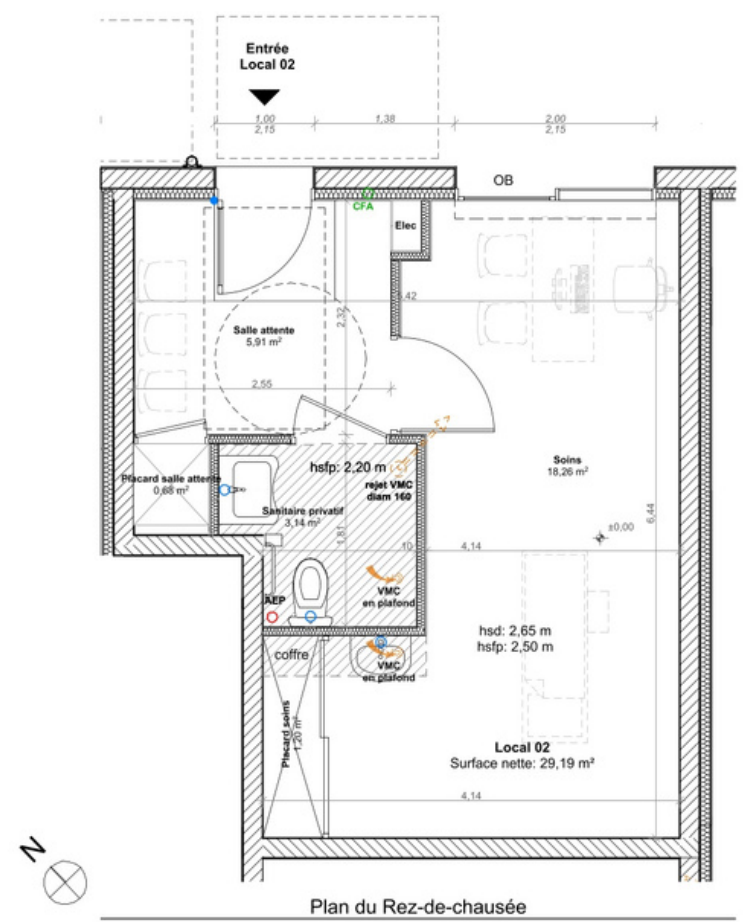 Entrée
Local 02
1,00
2,15
1,38
2,00
2,15
OB
CFA
Elec
5,42
2,32
Salle attente
5,91 m²
2,55
hsfp: 2,20 m
rejet VMC
diam 160
Placard salle attente
0,68 m²
Sanitaire privatif
3,14 m²
Soins
18,26 m²
±0,00
6,44
1,81
10
4,14
VMC
en plafond
AEP
hsd: 2,65 m
hsfp: 2,50 m
coffre
VMC
en plafond
Placard soins
1,20 m²
Local 02
Surface nette: 29,19 m²
4,14
N
Plan du Rez-de-chausée